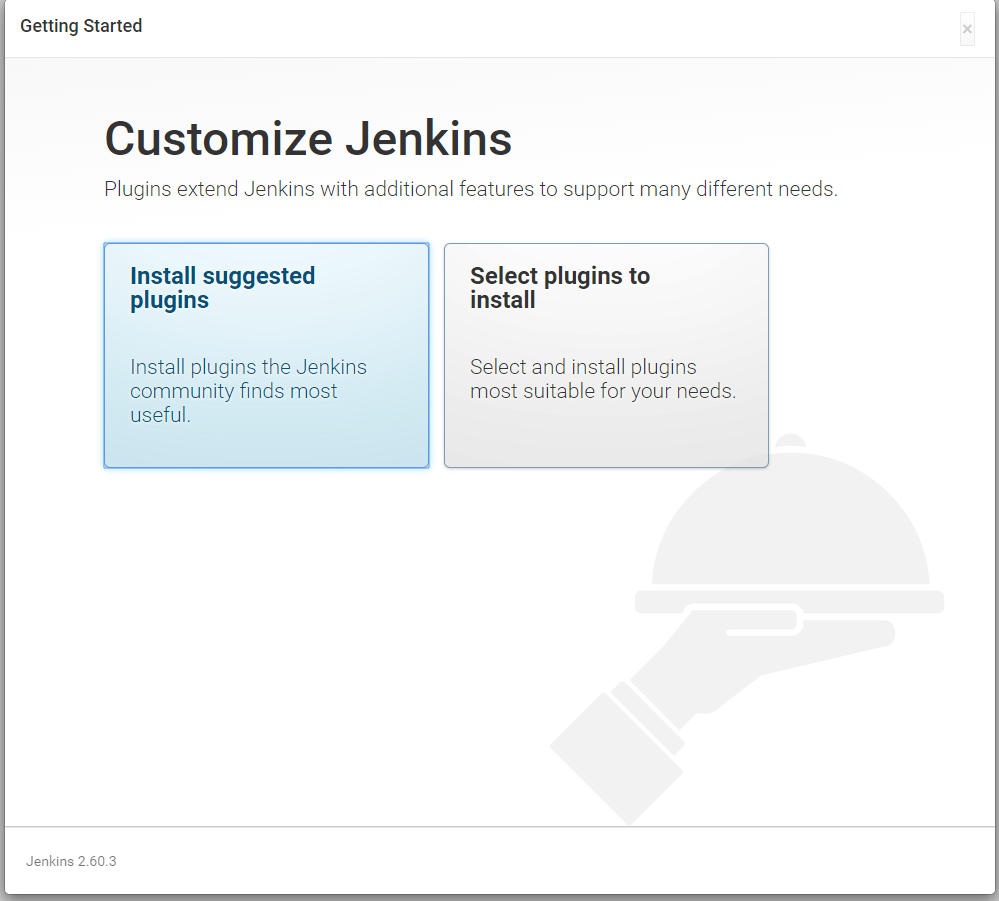 Getting Started
×
Customize Jenkins
Plugins extend Jenkins with additional features to support many different needs.
Install suggested
plugins
Install plugins the Jenkins
community finds most
useful.
Select plugins to
install
Select and install plugins
most suitable for your needs.
Jenkins 2.60.3